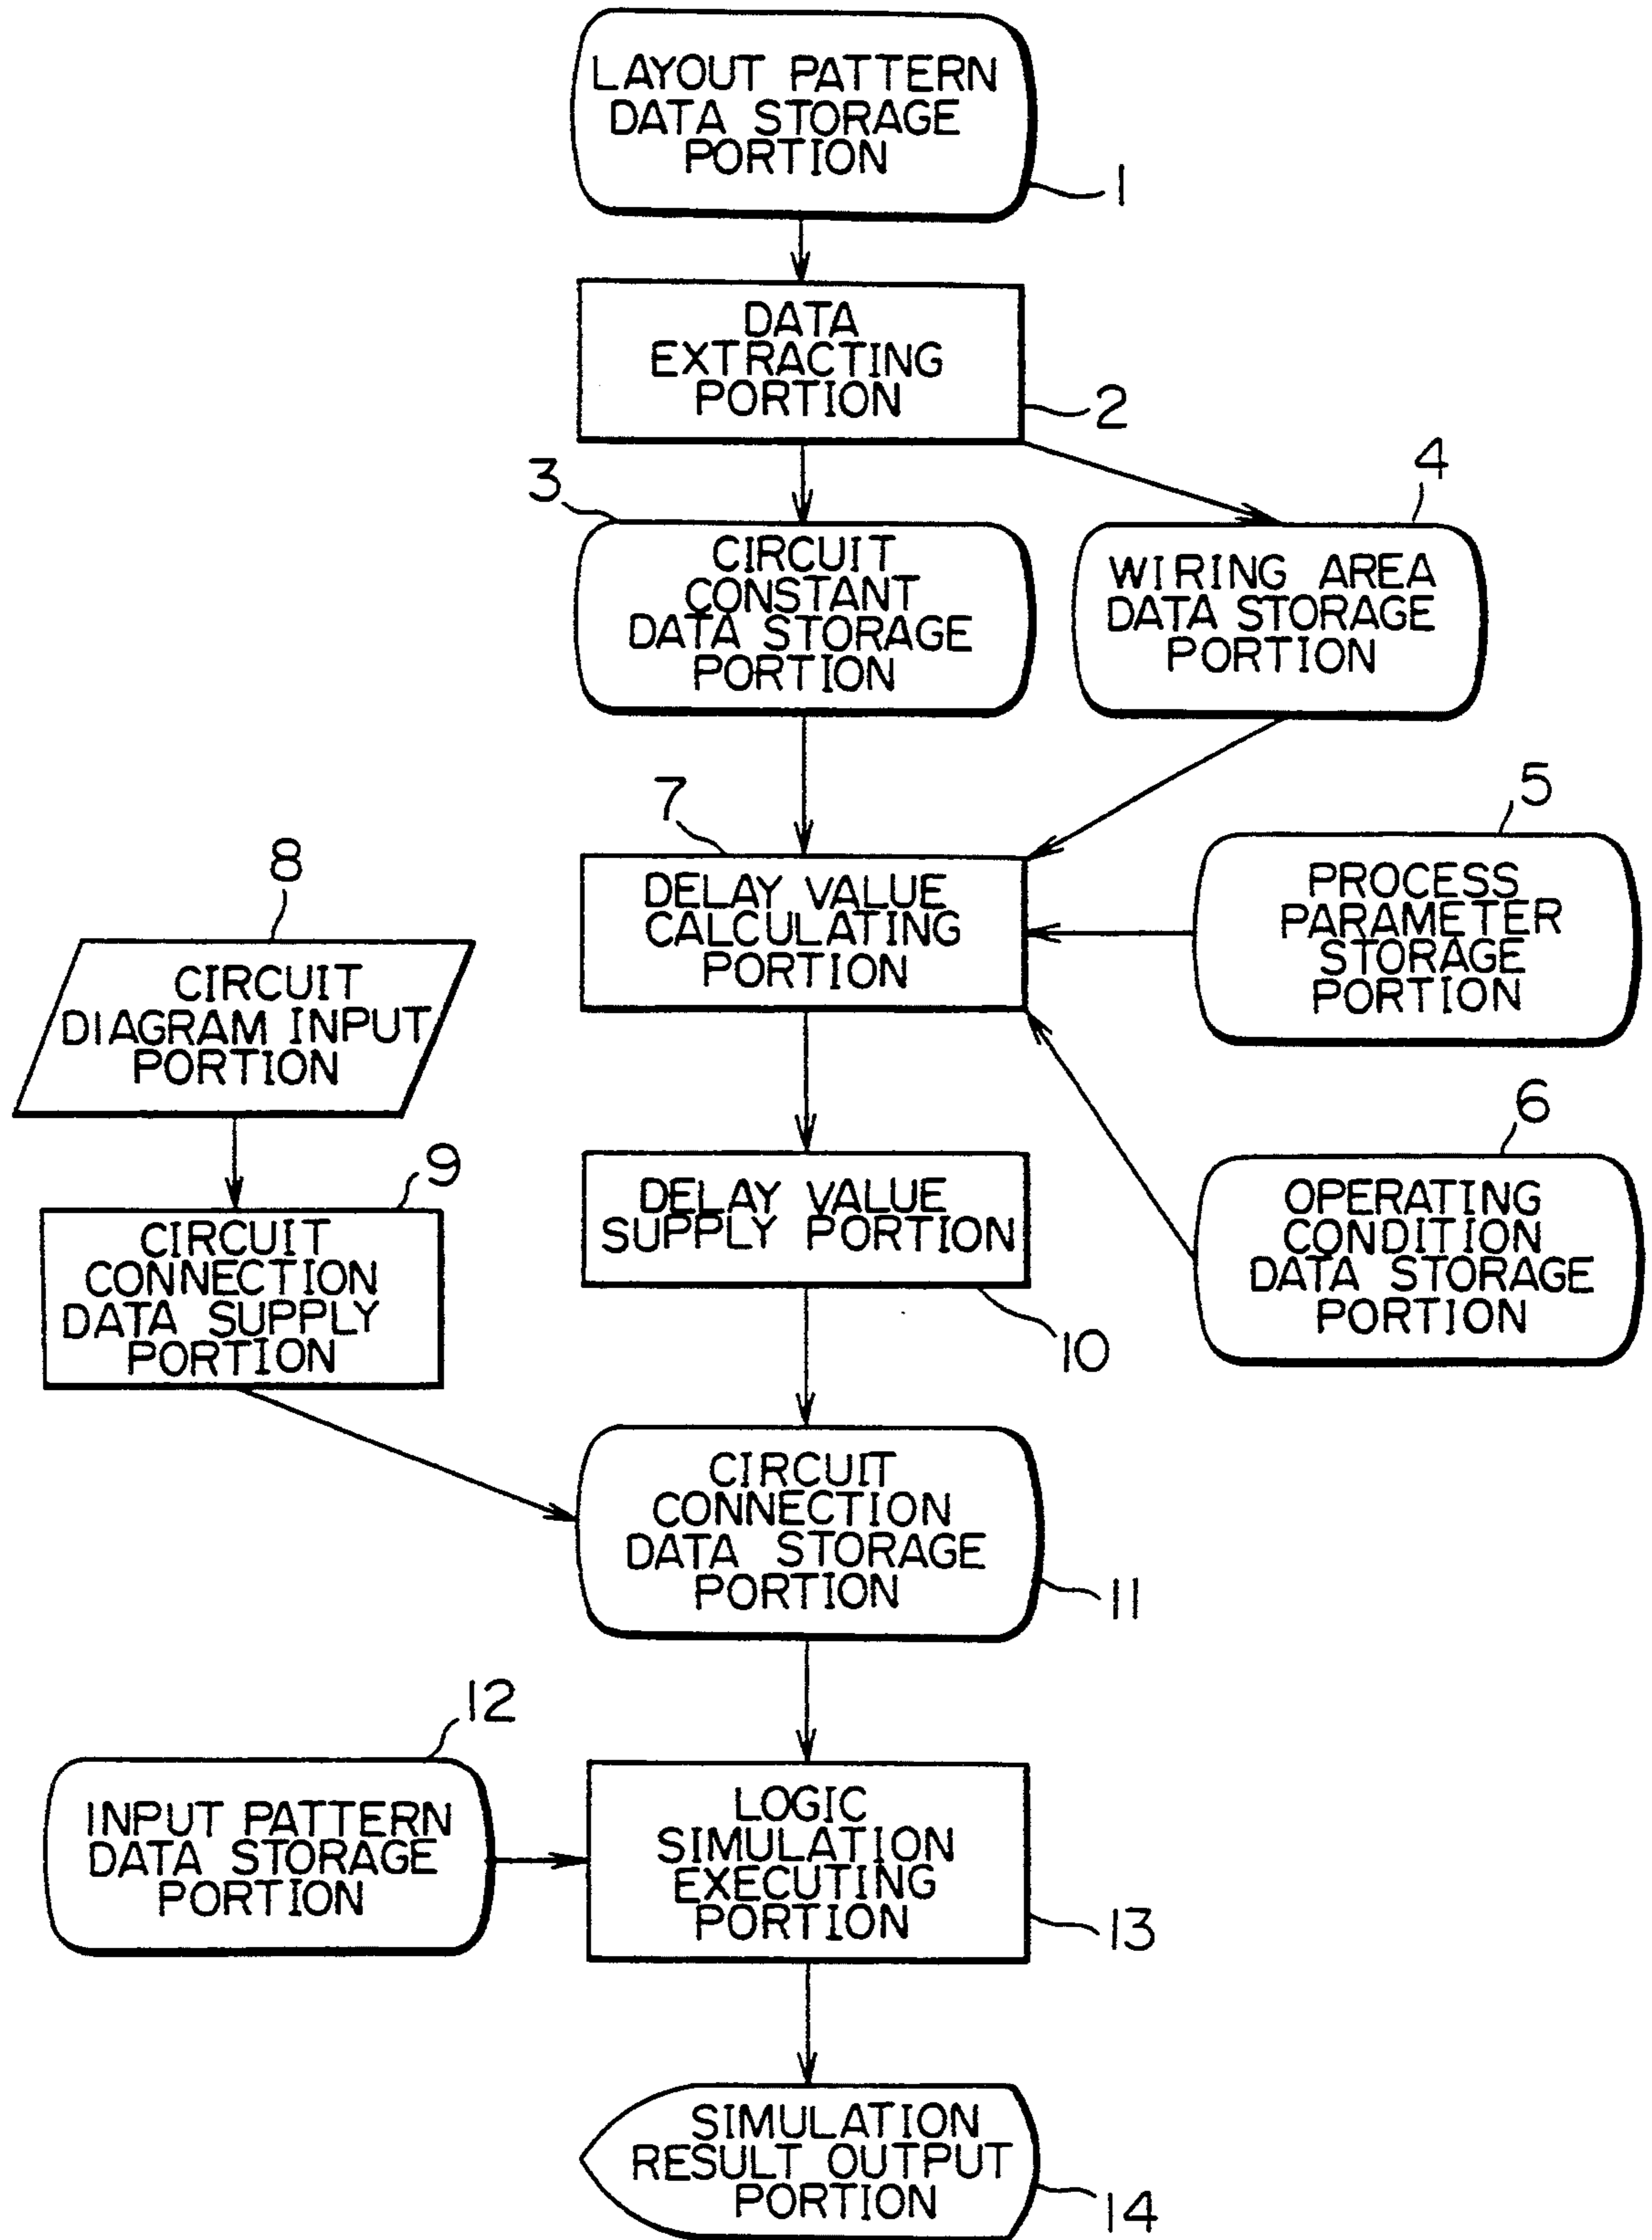 LAYOUT PATTERN
DATA STORAGE
PORTION
1
DATA
EXTRACTING
PORTION
2
3
CIRCUIT
CONSTANT
DATA STORAGE
PORTION
4
WIRING AREA
DATA STORAGE
PORTION
5
PROCESS
PARAMETER
STORAGE
PORTION
6
OPERATING
CONDITION
DATA STORAGE
PORTION
7
DELAY VALUE
CALCULATING
PORTION
8
CIRCUIT
DIAGRAM INPUT
PORTION
9
CIRCUIT
CONNECTION
DATA SUPPLY
PORTION
DELAY VALUE
SUPPLY PORTION
10
CIRCUIT
CONNECTION
DATA STORAGE
PORTION
11
12
INPUT PATTERN
DATA STORAGE
PORTION
LOGIC
SIMULATION
EXECUTING
PORTION
13
SIMULATION
RESULT OUTPUT
PORTION
14